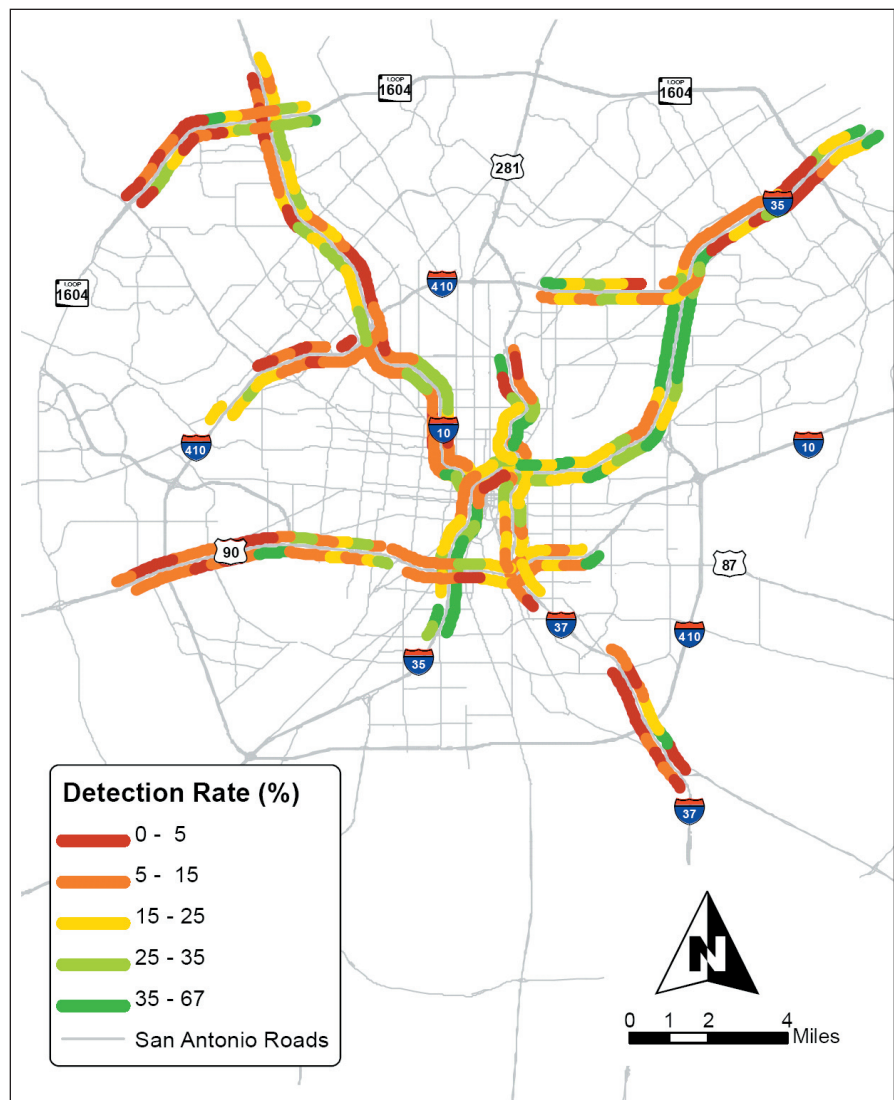 LOOP
1604
LOOP
1604
281
35
LOOP
1604
410
10
410
10
90
87
37
410
35
37
Detection Rate (%)
0 - 5
5 - 15
15 - 25
25 - 35
35 - 67
San Antonio Roads
N
0 1 2 4
Miles